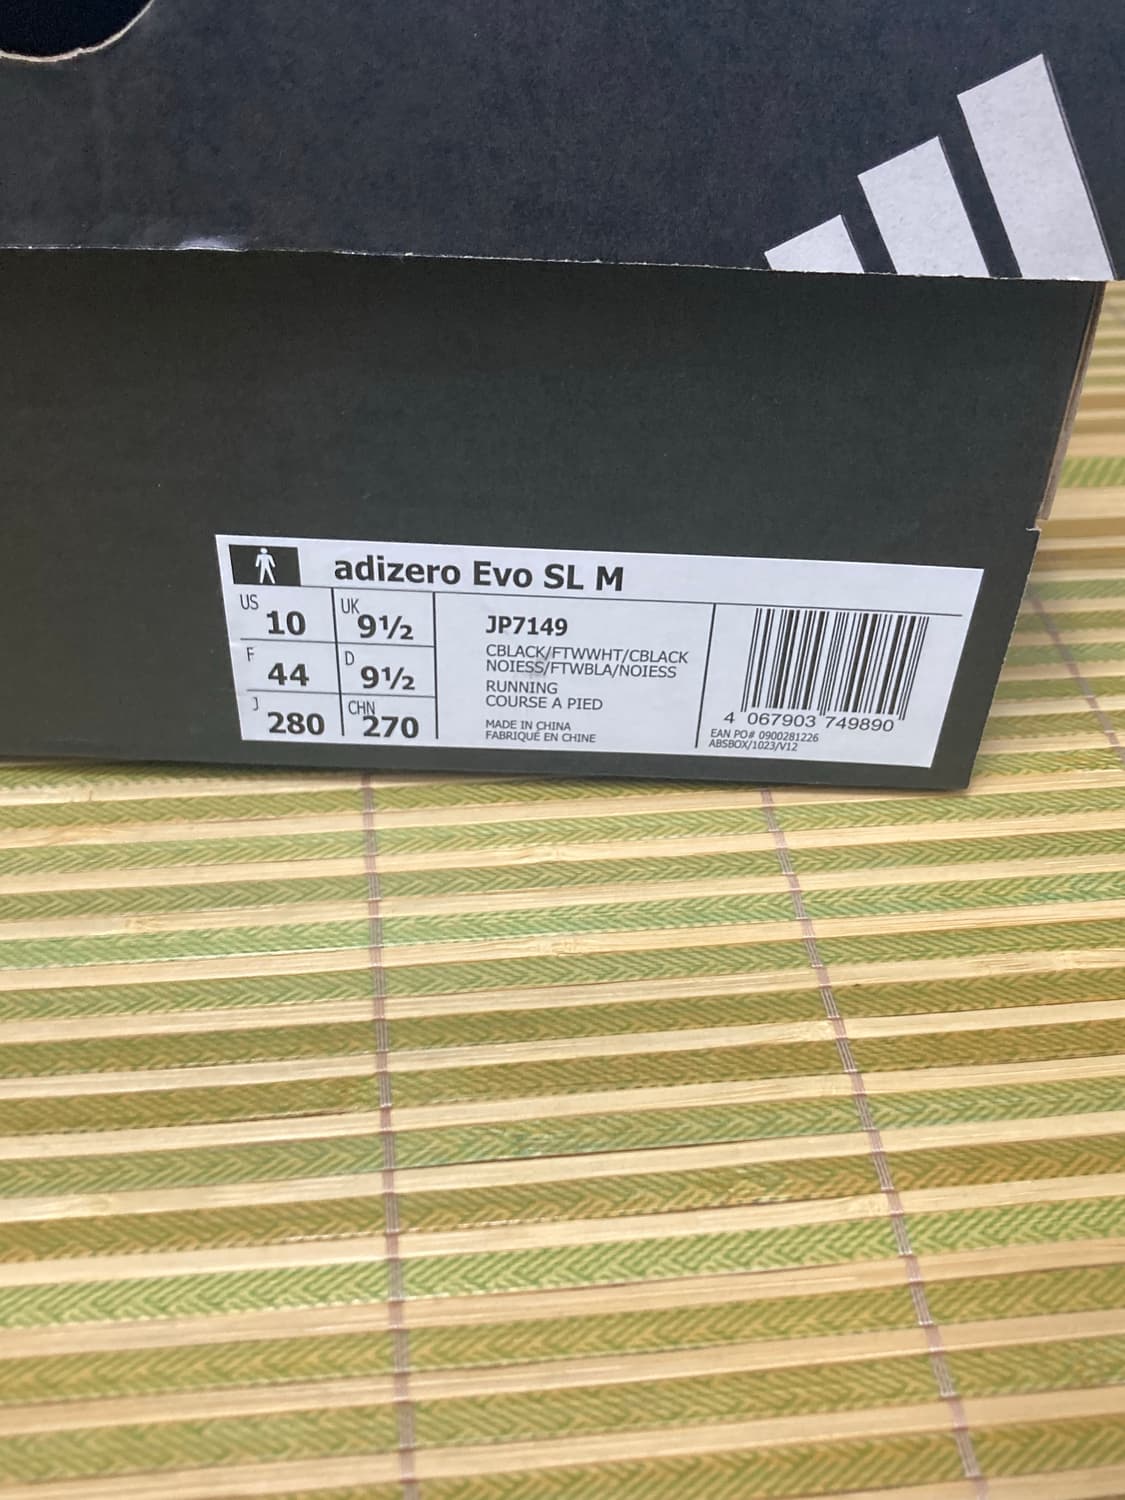 adizero Evo SL M
US 10 UK 9½
F 44 D 9½
J 280 CHN 270
JP7149
CBLACK/FTWWHT/CBLACK
NOIESS/FTWBLA/NOIESS
RUNNING
COURSE A PIED
MADE IN CHINA
FABRIQUÉ EN CHINE
4 067903 749890
EAN PO# 0900281226
ABSBOX/1023/V12